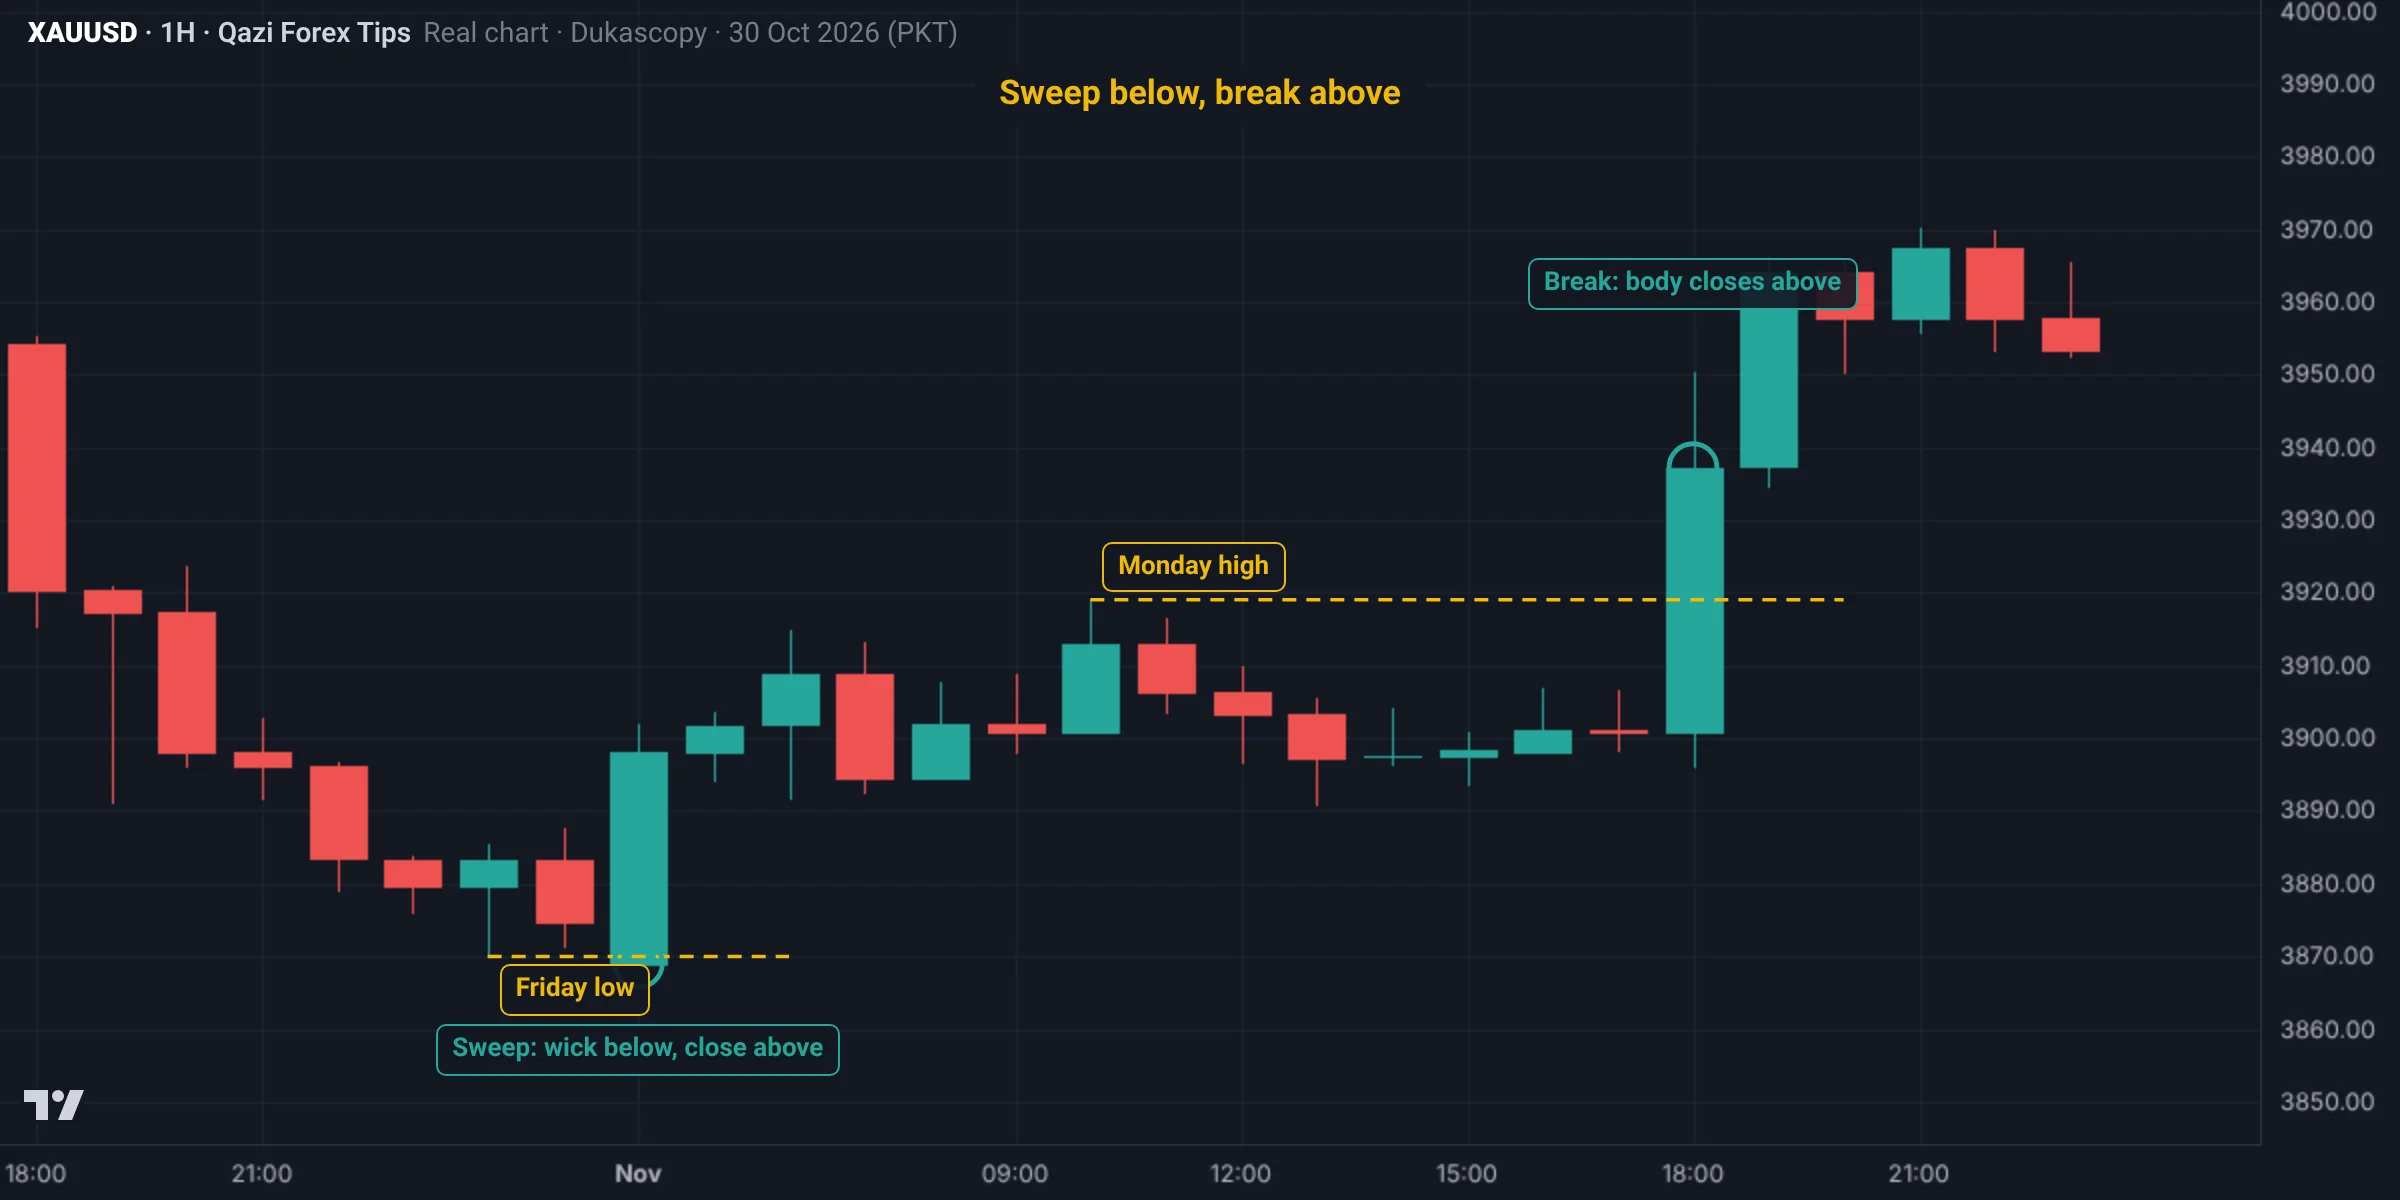 XAUUSD · 1H · Qazi Forex Tips Real chart · Dukascopy · 30 Oct 2026 (PKT)
Sweep below, break above
4000.00
3990.00
3980.00
3970.00
Break: body closes above
3960.00
3950.00
3940.00
3930.00
Monday high
3920.00
3910.00
3900.00
3890.00
3880.00
3870.00
Friday low
Sweep: wick below, close above
3860.00
3850.00
18:00 21:00 Nov 09:00 12:00 15:00 18:00 21:00